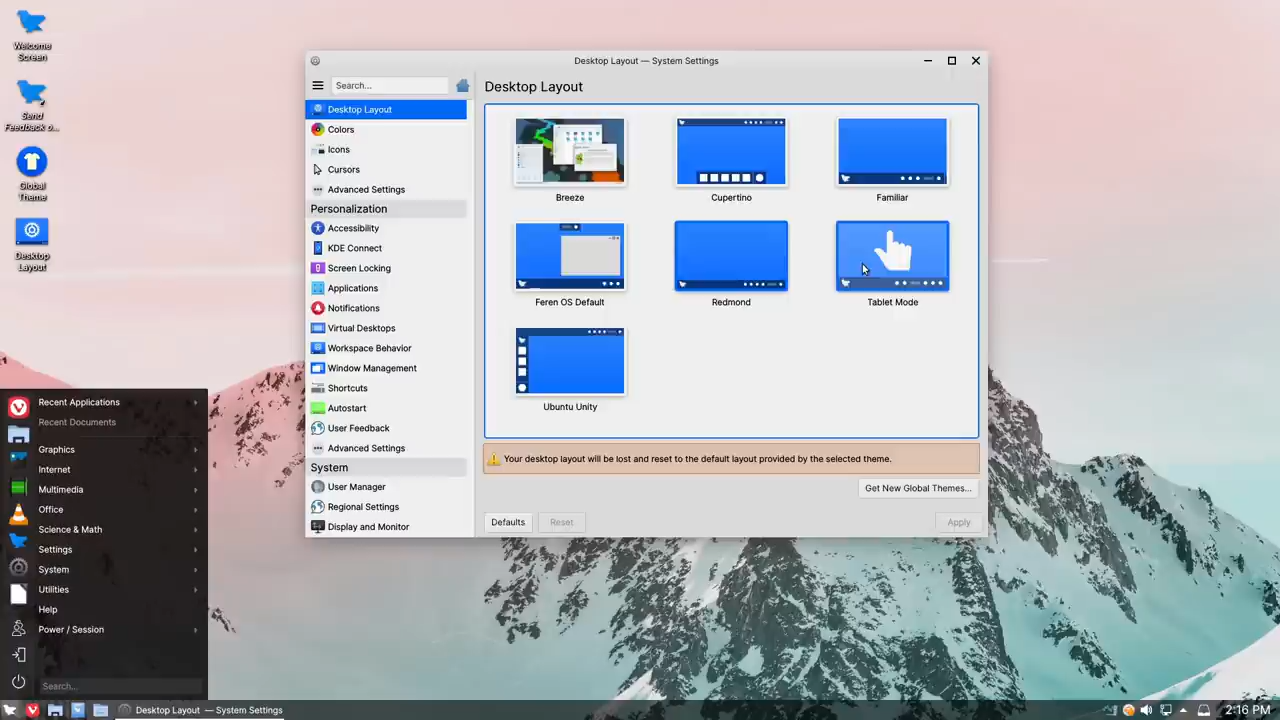 Welcome
Screen
Send
Feedback o...
Global
Theme
Desktop
Layout
Desktop Layout — System Settings
Search...
Desktop Layout
Colors
Icons
Cursors
Advanced Settings
Personalization
Accessibility
KDE Connect
Screen Locking
Applications
Notifications
Virtual Desktops
Workspace Behavior
Window Management
Shortcuts
Autostart
User Feedback
Advanced Settings
System
User Manager
Regional Settings
Display and Monitor
Desktop Layout
Breeze
Cupertino
Familiar
Feren OS Default
Redmond
Tablet Mode
Ubuntu Unity
Your desktop layout will be lost and reset to the default layout provided by the selected theme.
Get New Global Themes...
Defaults
Reset
Apply
Recent Applications
Recent Documents
Graphics
Internet
Multimedia
Office
Science & Math
Settings
System
Utilities
Help
Power / Session
Search...
Desktop Layout — System Settings
2:16 PM